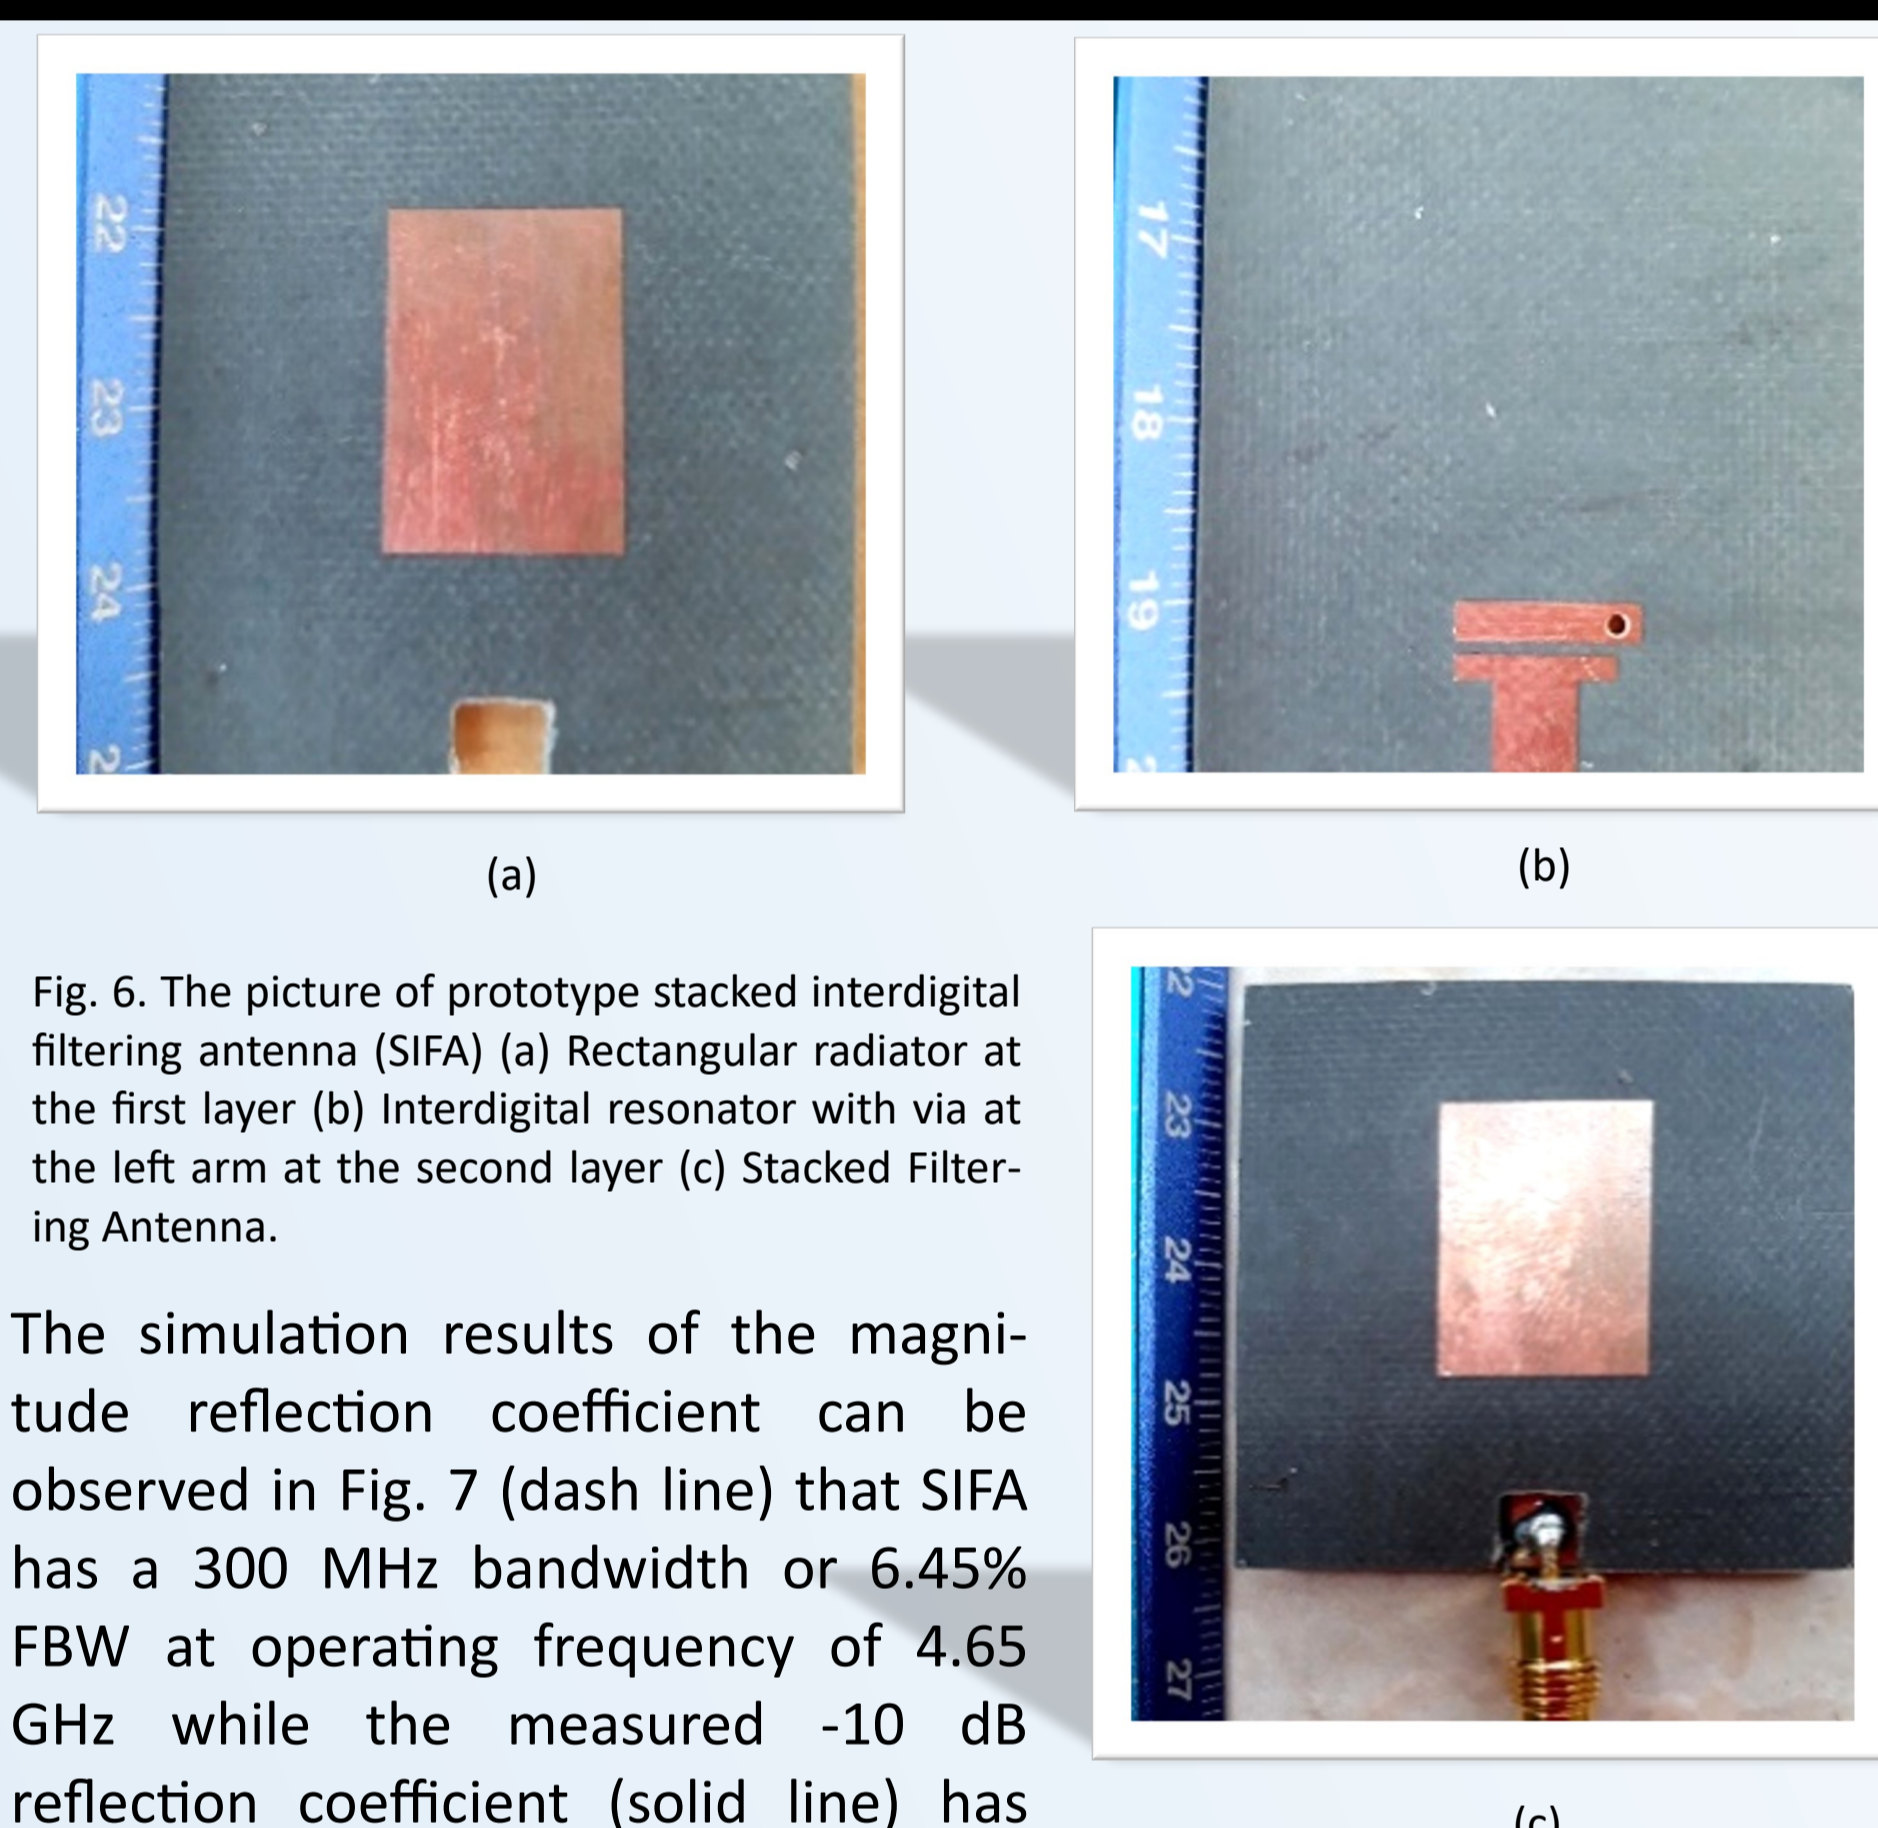 22
23
24
2
(a)
17
18
19
2
(b)
Fig. 6. The picture of prototype stacked interdigital
filtering antenna (SIFA) (a) Rectangular radiator at
the first layer (b) Interdigital resonator with via at
the left arm at the second layer (c) Stacked Filter-
ing Antenna.
The simulation results of the magni-
tude reflection coefficient can be
observed in Fig. 7 (dash line) that SIFA
has a 300 MHz bandwidth or 6.45%
FBW at operating frequency of 4.65
GHz while the measured -10 dB
reflection coefficient (solid line) has
22
23
24
25
26
27
(c)